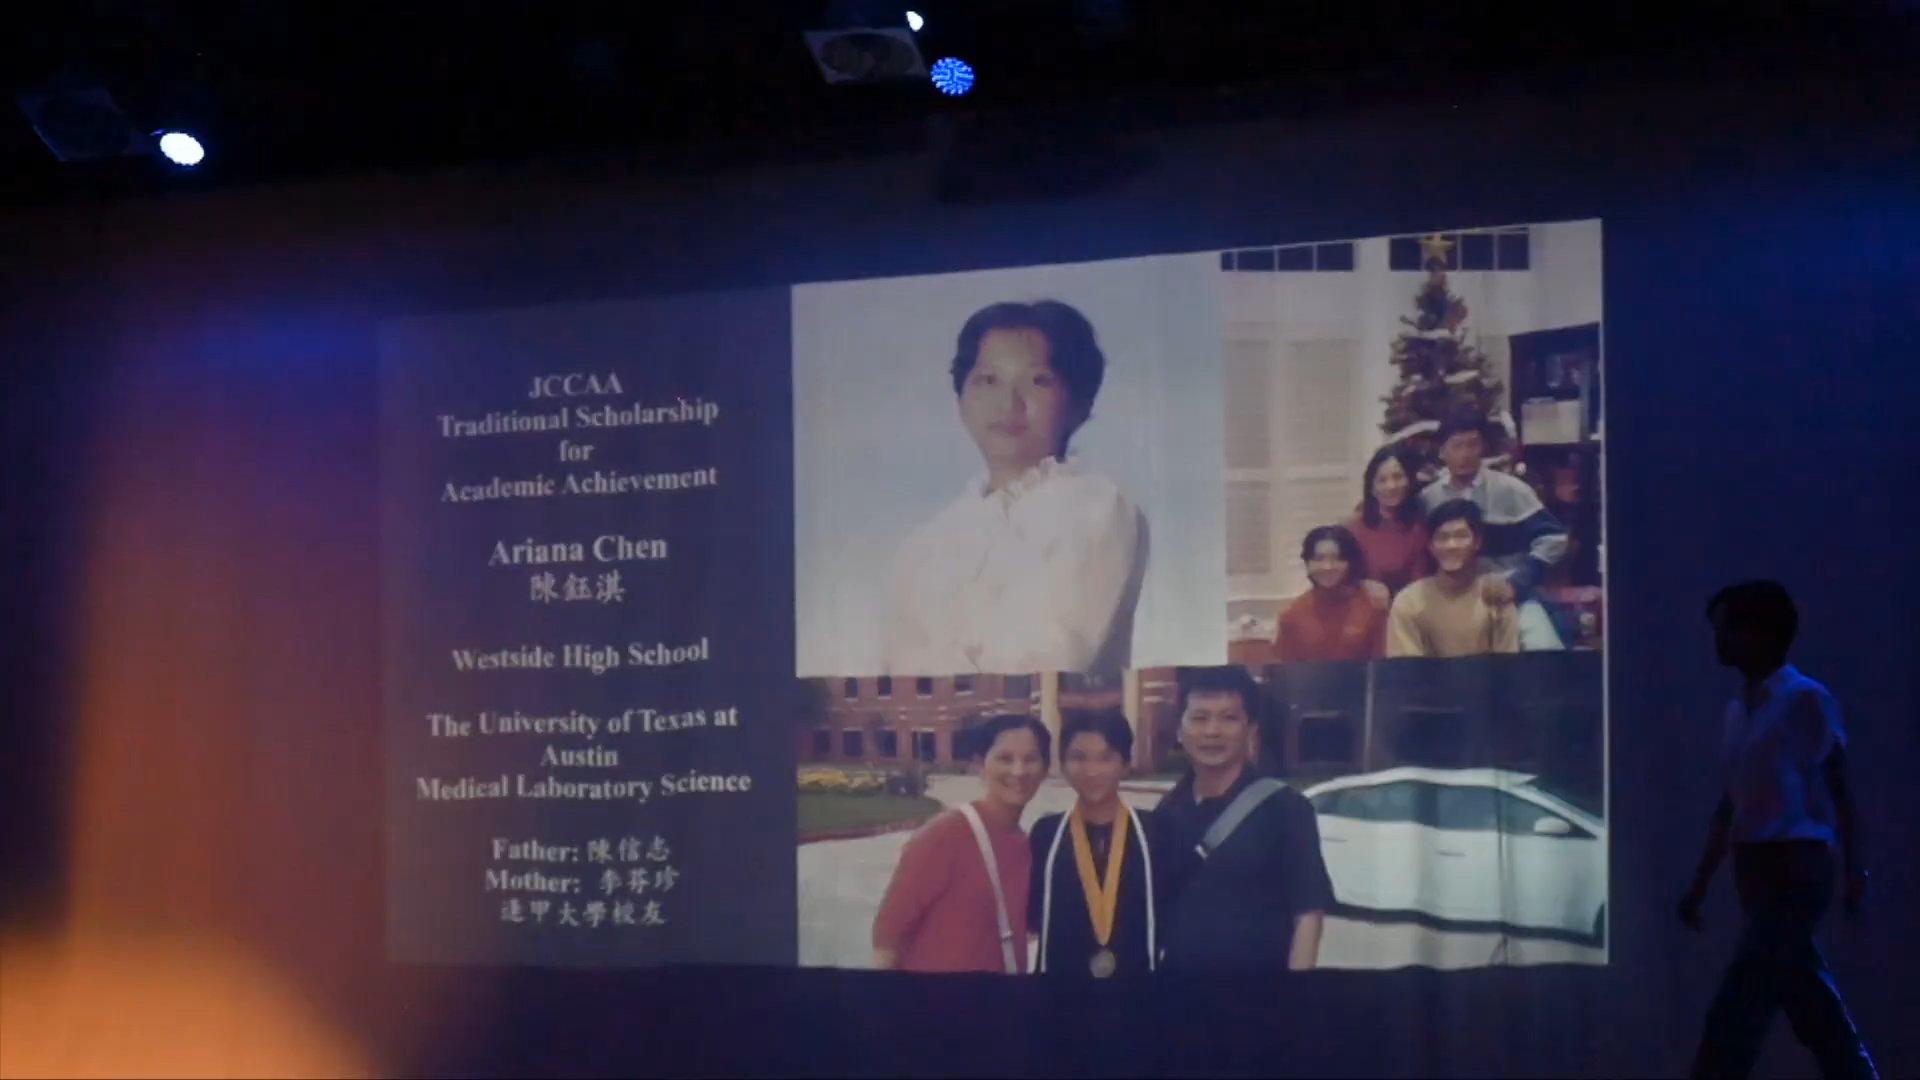 JCCAA
Traditional Scholarship
for
Academic Achievement
Ariana Chen
陳鈺淇
Westside High School
The University of Texas at
Austin
Medical Laboratory Science
Father: 陳信志
Mother: 李芬珍
逢甲大學校友